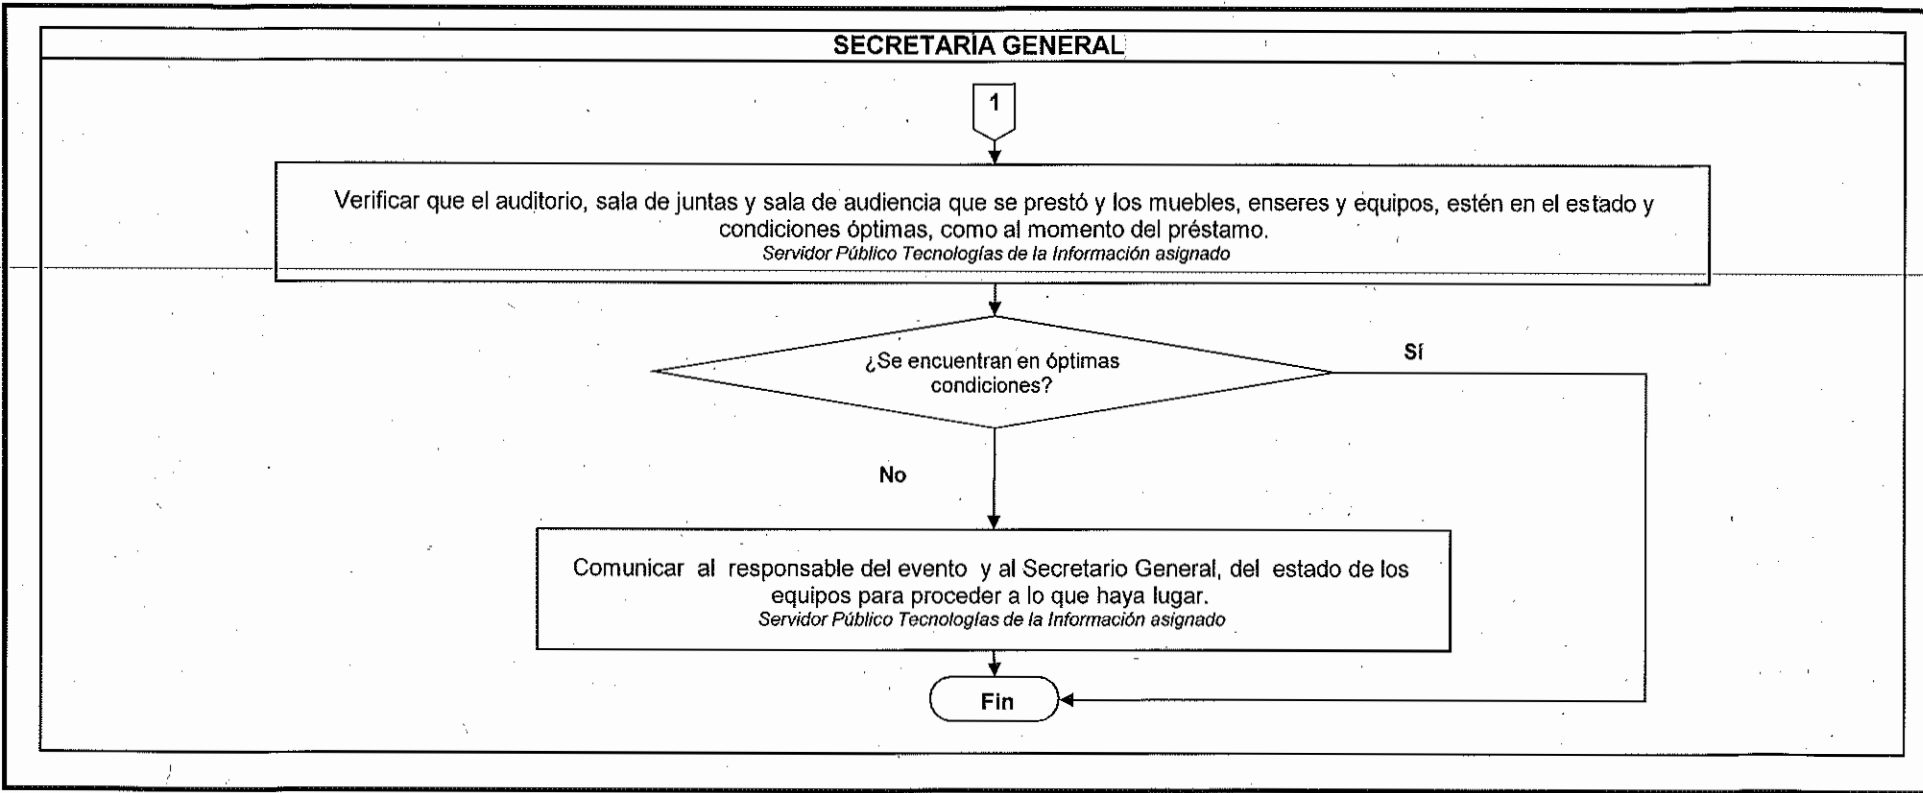 SECRETARÍA GENERAL
1
Verificar que el auditorio, sala de juntas y sala de audiencia que se prestó y los muebles, enseres y equipos, estén en el estado y
condiciones óptimas, como al momento del préstamo.
Servidor Público Tecnologías de la Información asignado
¿Se encuentran en óptimas
condiciones?
Sí
No
Comunicar al responsable del evento y al Secretario General, del estado de los
equipos para proceder a lo que haya lugar.
Servidor Público Tecnologías de la Información asignado
Fin